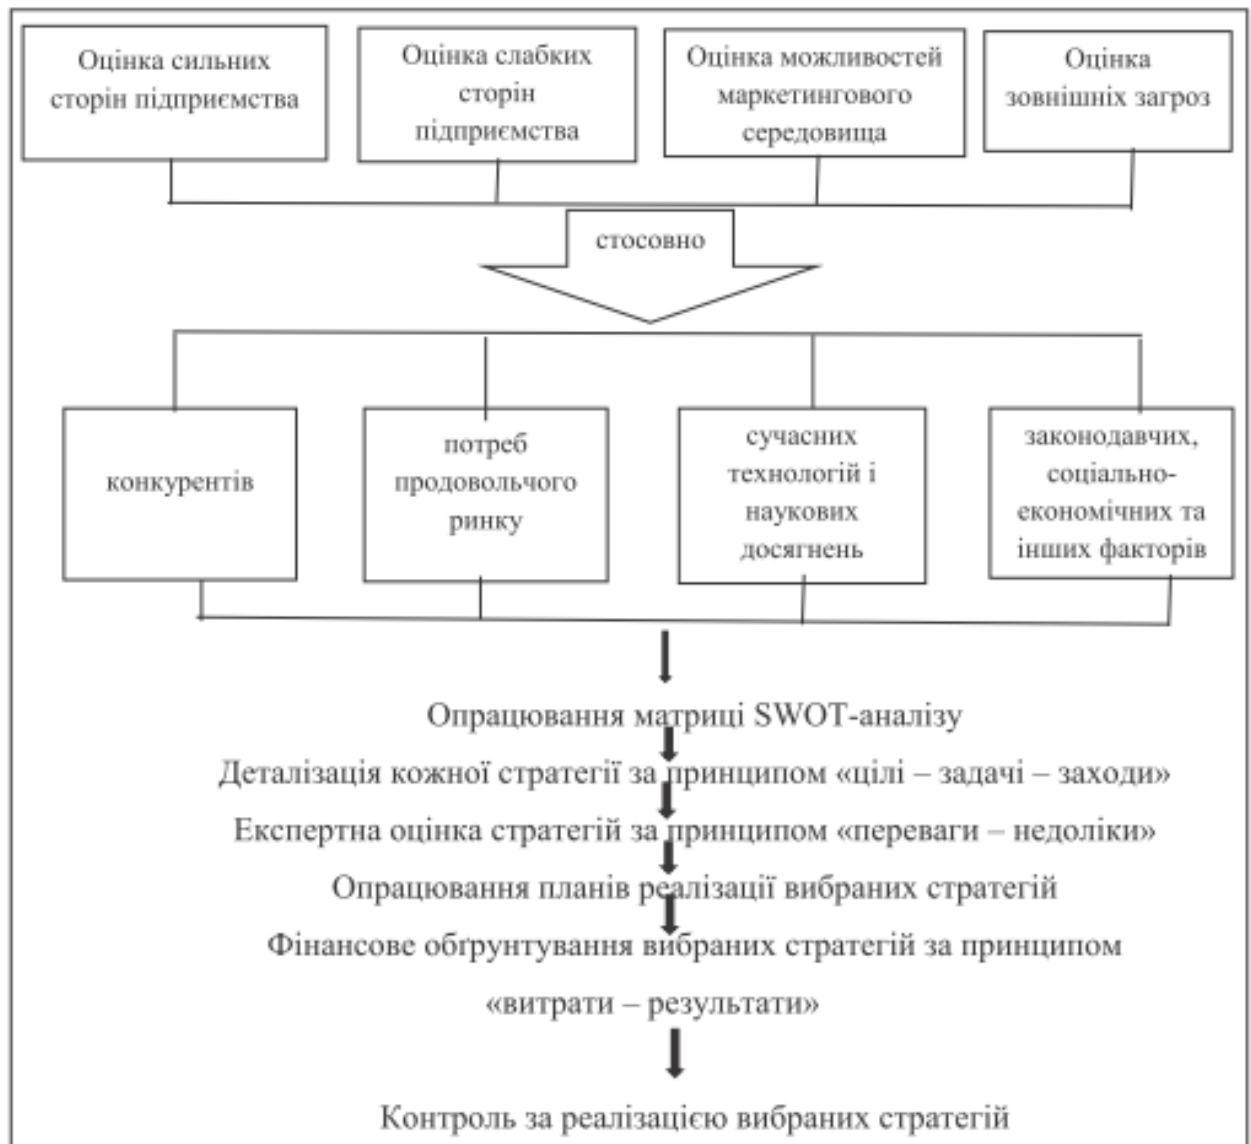 Оцінка сильних
сторін підприємства
Оцінка слабких
сторін
підприємства
Оцінка можливостей
маркетингового
середовища
Оцінка
зовнішніх загроз
стосовно
конкурентів
потреб
продовольчого
ринку
сучасних
технологій і
наукових
досягнень
законодавчих,
соціально-
економічних та
інших факторів
Опрацювання матриці SWOT-аналізу
Деталізація кожної стратегії за принципом «цілі – задачі – заходи»
Експертна оцінка стратегій за принципом «переваги – недоліки»
Опрацювання планів реалізації вибраних стратегій
Фінансове обґрунтування вибраних стратегій за принципом
«витрати – результати»
Контроль за реалізацією вибраних стратегій